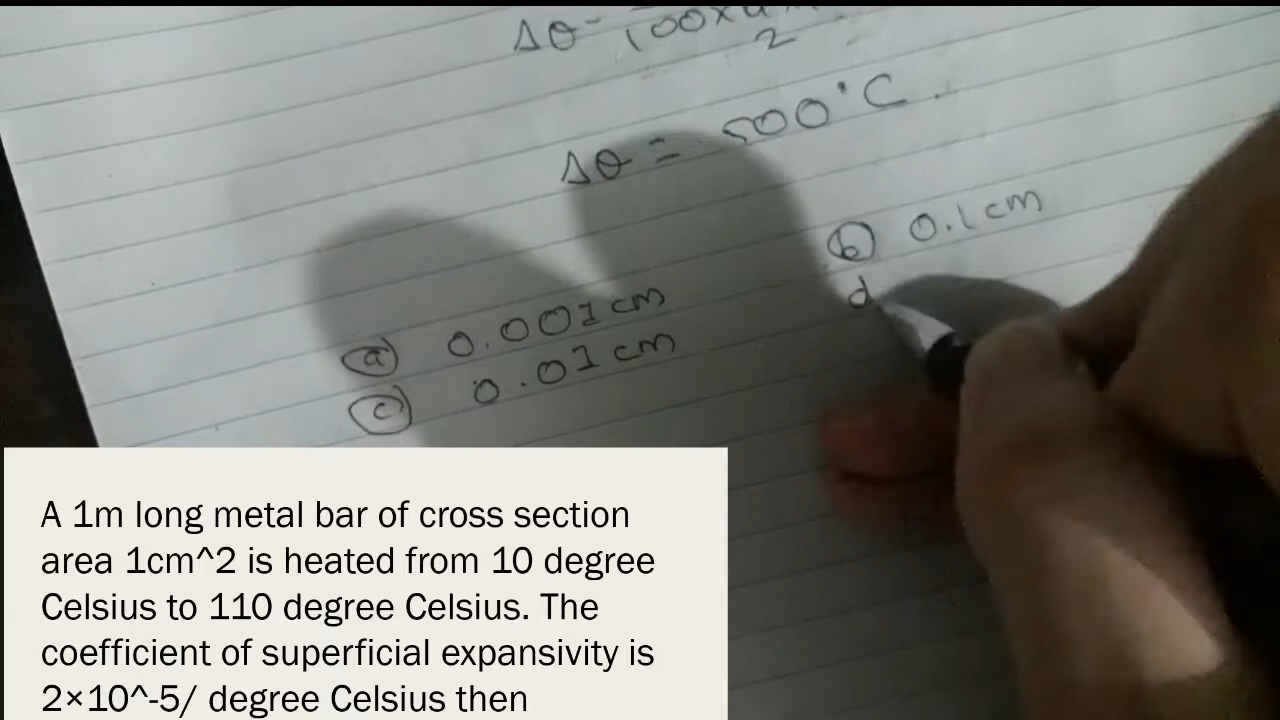 Δθ =
100×4
2
Δθ = 500°C.
(b) 0.1 cm
d
(a) 0.001 cm
(c) 0.01 cm
A 1m long metal bar of cross section
area 1cm^2 is heated from 10 degree
Celsius to 110 degree Celsius. The
coefficient of superficial expansivity is
2×10^-5/ degree Celsius then